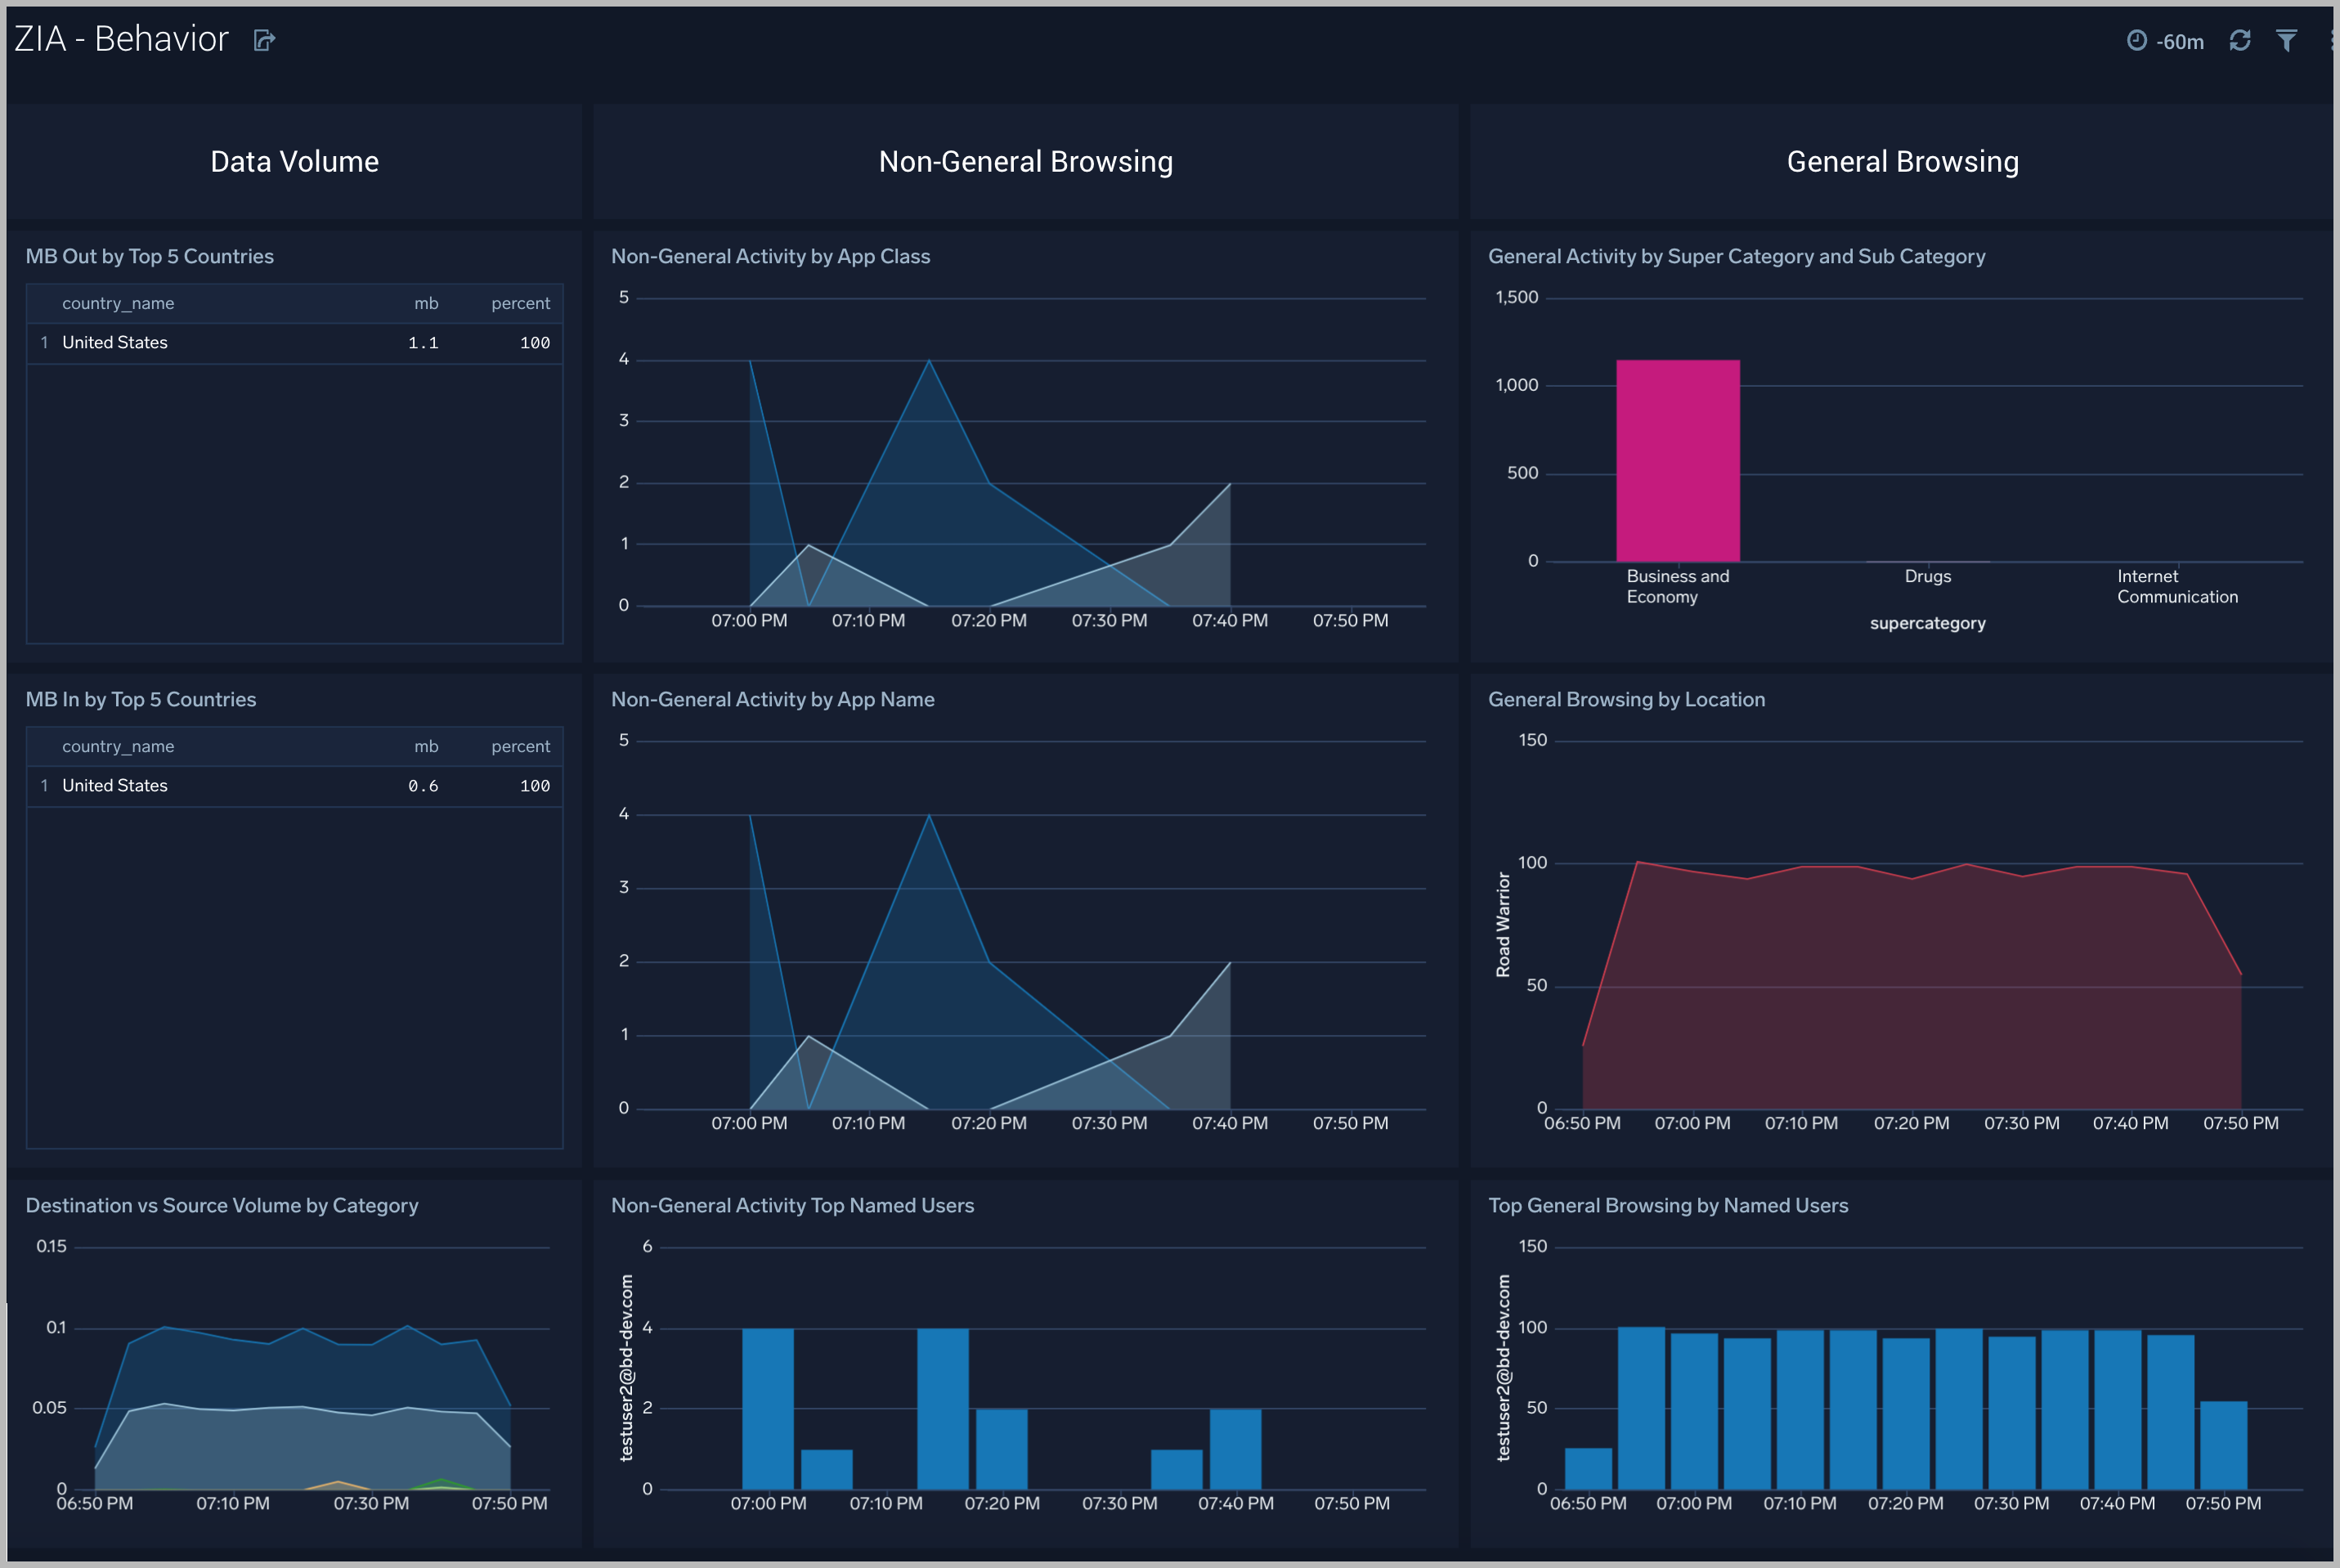 ZIA - Behavior
-60m
Data Volume
Non-General Browsing
General Browsing
MB Out by Top 5 Countries
country_name mb percent
1 United States 1.1 100
Non-General Activity by App Class
5
4
3
2
1
0
07:00 PM 07:10 PM 07:20 PM 07:30 PM 07:40 PM 07:50 PM
General Activity by Super Category and Sub Category
1,500
1,000
500
0
Business and
Economy
Drugs
Internet
Communication
supercategory
MB In by Top 5 Countries
country_name mb percent
1 United States 0.6 100
Non-General Activity by App Name
5
4
3
2
1
0
07:00 PM 07:10 PM 07:20 PM 07:30 PM 07:40 PM 07:50 PM
General Browsing by Location
Road Warrior
150
100
50
0
06:50 PM 07:00 PM 07:10 PM 07:20 PM 07:30 PM 07:40 PM 07:50 PM
Destination vs Source Volume by Category
0.15
0.1
0.05
0
06:50 PM 07:10 PM 07:30 PM 07:50 PM
Non-General Activity Top Named Users
testuser2@bd-dev.com
6
4
2
0
07:00 PM 07:10 PM 07:20 PM 07:30 PM 07:40 PM 07:50 PM
Top General Browsing by Named Users
testuser2@bd-dev.com
150
100
50
0
06:50 PM 07:00 PM 07:10 PM 07:20 PM 07:30 PM 07:40 PM 07:50 PM